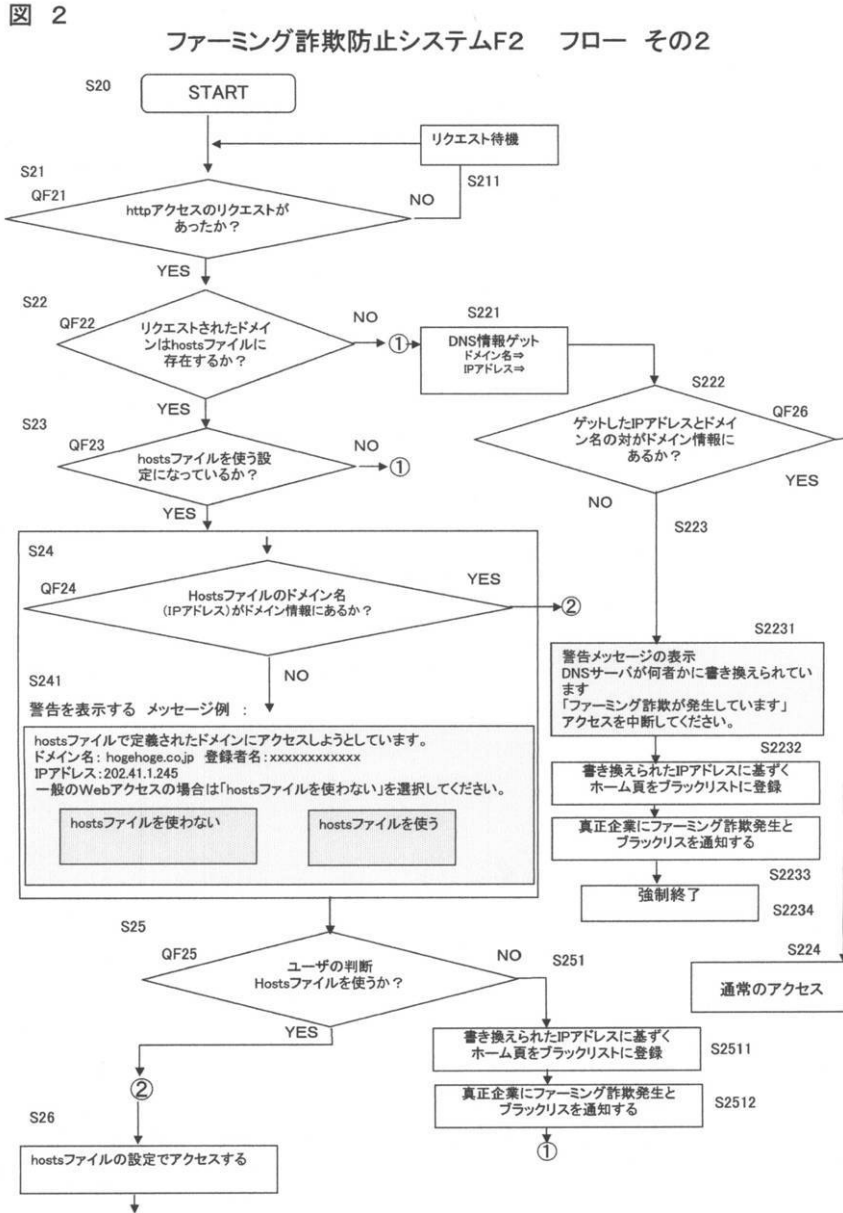 図 2
ファーミング詐欺防止システムF2 フロー その2
S20
START
リクエスト待機
S211
S21
QF21
httpアクセスのリクエストが
あったか？
NO
YES
S22
QF22
リクエストされたドメイ
ンはhostsファイルに
存在するか？
NO
①
S221
DNS情報ゲット
ドメイン名⇒
IPアドレス⇒
YES
S222
QF26
ゲットしたIPアドレスとドメイ
ン名の対がドメイン情報に
あるか？
YES
NO
S23
QF23
hostsファイルを使う設
定になっているか？
NO
①
YES
S223
S24
QF24
Hostsファイルのドメイン名
（IPアドレス）がドメイン情報にあるか？
YES
②
NO
S241
警告を表示する メッセージ例 ：
hostsファイルで定義されたドメインにアクセスしようとしています。
ドメイン名： hogehoge.co.jp 登録者名：xxxxxxxxxxxx
IPアドレス：202.41.1.245
一般のWebアクセスの場合は「hostsファイルを使わない」を選択してください。
hostsファイルを使わない
hostsファイルを使う
S2231
警告メッセージの表示
DNSサーバが何者かに書き換えられてい
ます
「ファーミング詐欺が発生しています」
アクセスを中断してください。
S2232
書き換えられたIPアドレスに基ずく
ホーム頁をブラックリストに登録
真正企業にファーミング詐欺発生と
ブラックリスを通知する
S2233
強制終了
S2234
S224
通常のアクセス
S25
QF25
ユーザの判断
Hostsファイルを使うか？
NO
YES
S251
書き換えられたIPアドレスに基ずく
ホーム頁をブラックリストに登録
S2511
真正企業にファーミング詐欺発生と
ブラックリスを通知する
S2512
①
②
S26
hostsファイルの設定でアクセスする